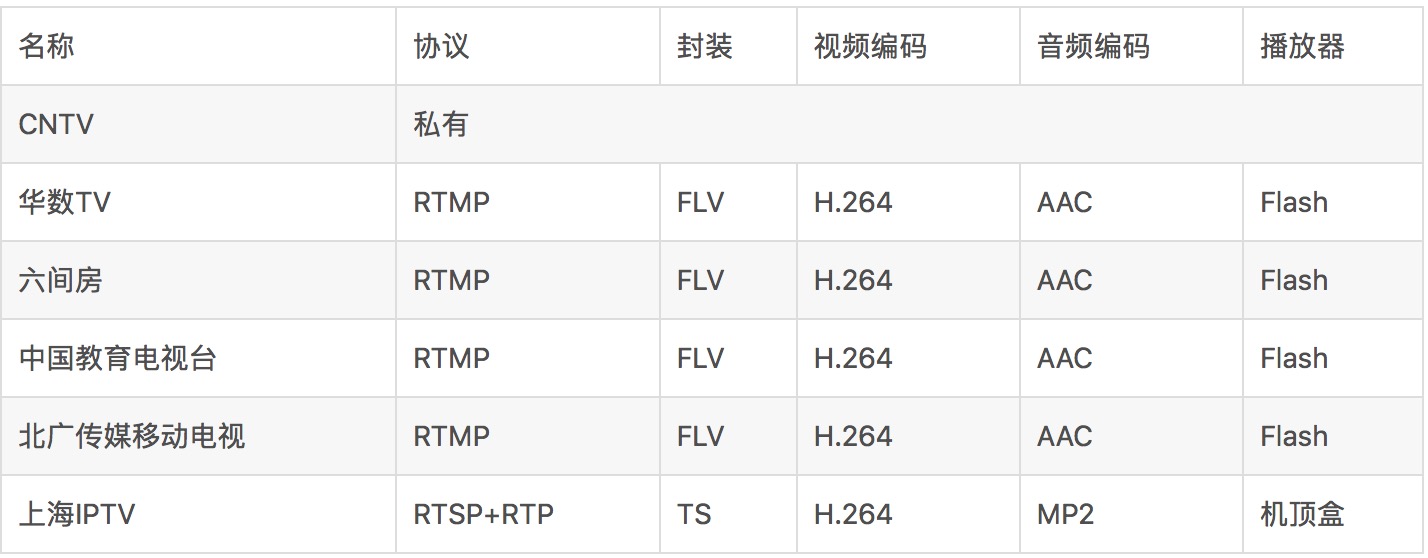 名称 协议 封装 视频编码 音频编码 播放器
CNTV 私有
华数TV RTMP FLV H.264 AAC Flash
六间房 RTMP FLV H.264 AAC Flash
中国教育电视台 RTMP FLV H.264 AAC Flash
北广传媒移动电视 RTMP FLV H.264 AAC Flash
上海IPTV RTSP+RTP TS H.264 MP2 机顶盒